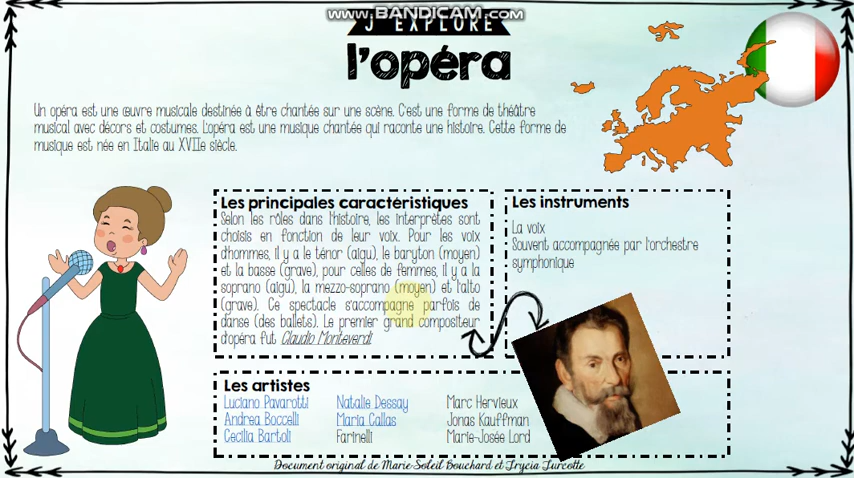 www.BANDICAM.com
J'EXPLORE
l'opéra
Un opéra est une œuvre musicale destinée à être chantée sur une scène. C'est une forme de théâtre
musical avec décors et costumes. L'opéra est une musique chantée qui raconte une histoire. Cette forme de
musique est née en Italie au XVIIe siècle.
Les principales caractéristiques
Selon les rôles dans l'histoire, les interprètes sont
choisis en fonction de leur voix. Pour les voix
d'hommes, il y a le ténor (aigu), le baryton (moyen)
et la basse (grave), pour celles de femmes, il y a la
soprano (aigu), la mezzo-soprano (moyen) et l'alto
(grave). Ce spectacle s'accompagne parfois de
danse (des ballets). Le premier grand compositeur
d'opéra fut Claudio Monteverdi
Les instruments
La voix
Souvent accompagnée par l'orchestre
symphonique
Les artistes
Luciano Pavarotti
Andrea Boccelli
Cecilia Bartoli
Natalie Dessay
Maria Callas
Farinelli
Marc Hervieux
Jonas Kauffman
Marie-Josée Lord
Document original de Marie-Soleil Bouchard et Trycia Turcotte